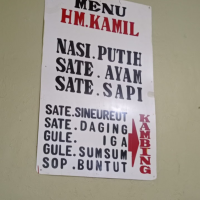 MENU
HM.KAMIL
NASI.PUTIH
SATE.AYAM
SATE.SAPI
SATE.SINEUREUT
SATE.DAGING
GULE. IGA
GULE.SUMSUM
SOP.BUNTUT
KAMBING